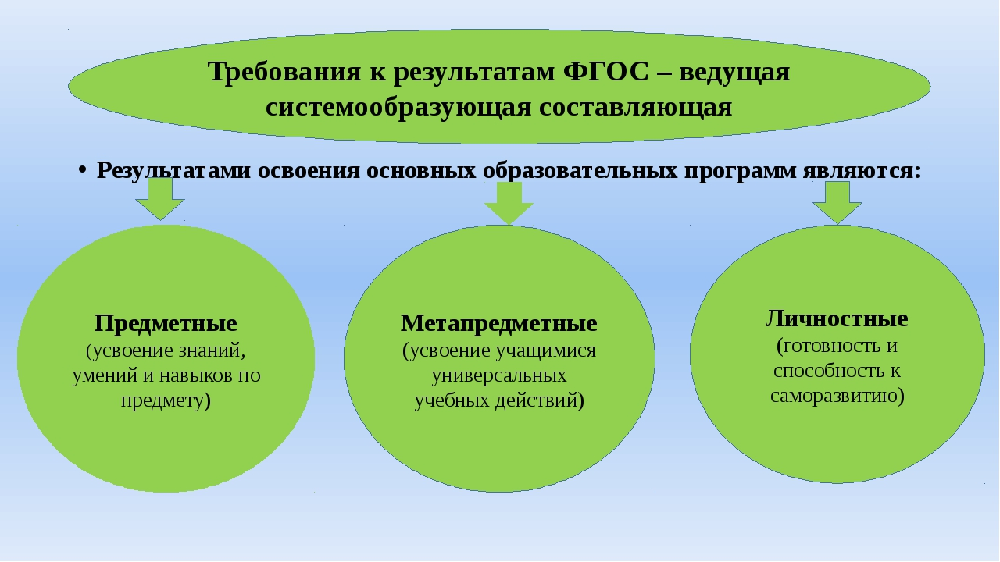 Требования к результатам ФГОС – ведущая
системообразующая составляющая
• Результатами освоения основных образовательных программ являются:
Предметные
(усвоение знаний,
умений и навыков по
предмету)
Метапредметные
(усвоение учащимися
универсальных
учебных действий)
Личностные
(готовность и
способность к
саморазвитию)